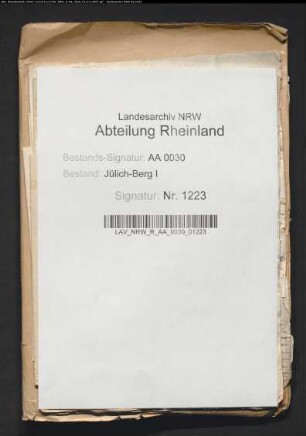 Landesarchiv NRW
Abteilung Rheinland
Bestands-Signatur: AA 0030
Bestand: Jülich-Berg I
Signatur: Nr. 1223
LAV_NRW_R_AA_0030_01223